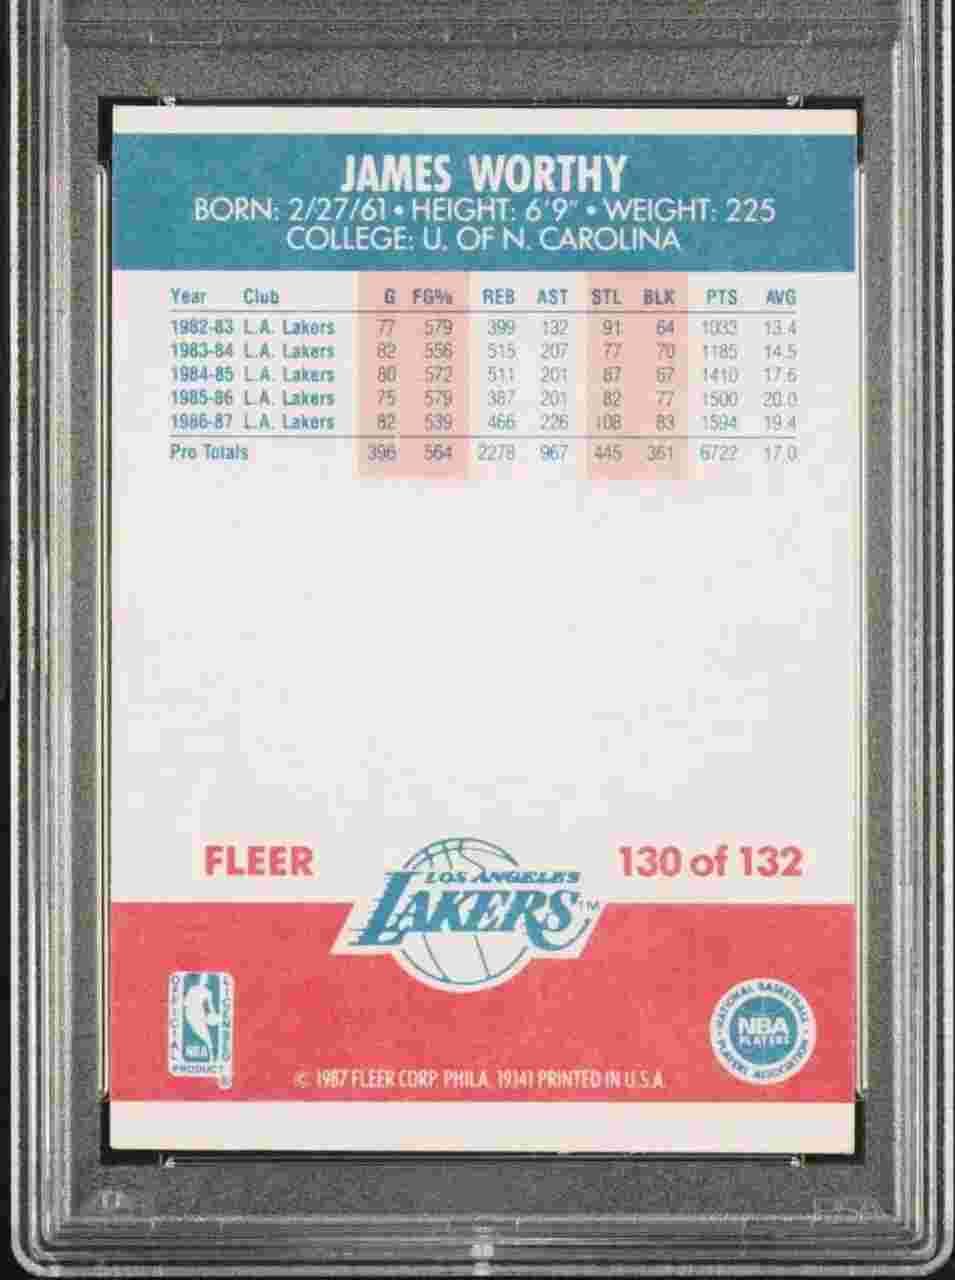 JAMES WORTHY
BORN: 2/27/61 • HEIGHT: 6'9" • WEIGHT: 225
COLLEGE: U. OF N. CAROLINA
Year Club G FG% REB AST STL BLK PTS AVG
1982-83 L.A. Lakers 77 579 399 132 91 64 1033 13.4
1983-84 L.A. Lakers 82 556 515 207 77 70 1185 14.5
1984-85 L.A. Lakers 80 572 511 201 87 67 1410 17.6
1985-86 L.A. Lakers 75 579 387 201 82 77 1500 20.0
1986-87 L.A. Lakers 82 539 466 226 108 83 1594 19.4
Pro Totals 396 564 2278 967 445 361 6722 17.0
FLEER
130 of 132
LOS ANGELES
LAKERS™
OFFICIAL LICENSED
NBA
PRODUCT ®
NATIONAL BASKETBALL
NBA
PLAYERS
PLAYERS ASSOCIATION
© 1987 FLEER CORP. PHILA. 19141 PRINTED IN U.S.A.
PSA